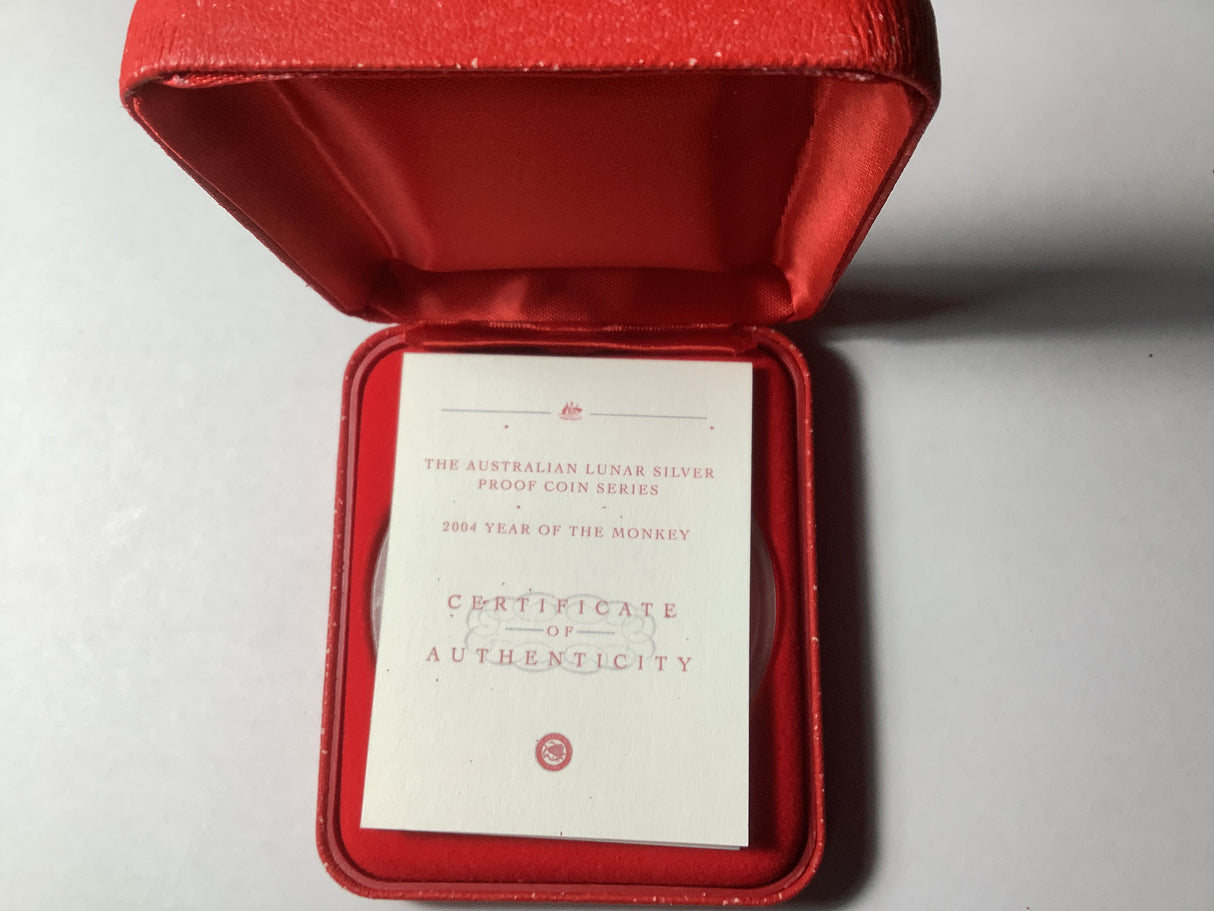 THE AUSTRALIAN LUNAR SILVER
PROOF COIN SERIES
2004 YEAR OF THE MONKEY
CERTIFICATE
OF
AUTHENTICITY